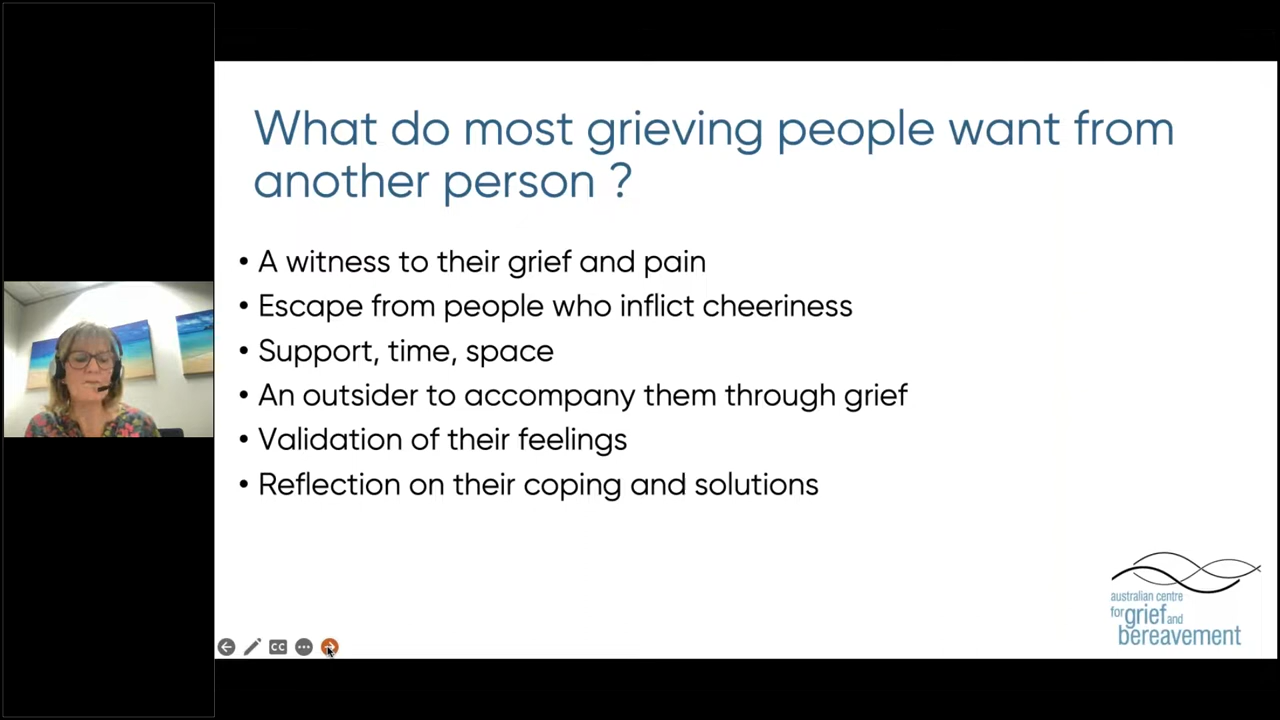 What do most grieving people want from
another person ?
• A witness to their grief and pain
• Escape from people who inflict cheeriness
• Support, time, space
• An outsider to accompany them through grief
• Validation of their feelings
• Reflection on their coping and solutions
australian centre
for grief and
bereavement
CC